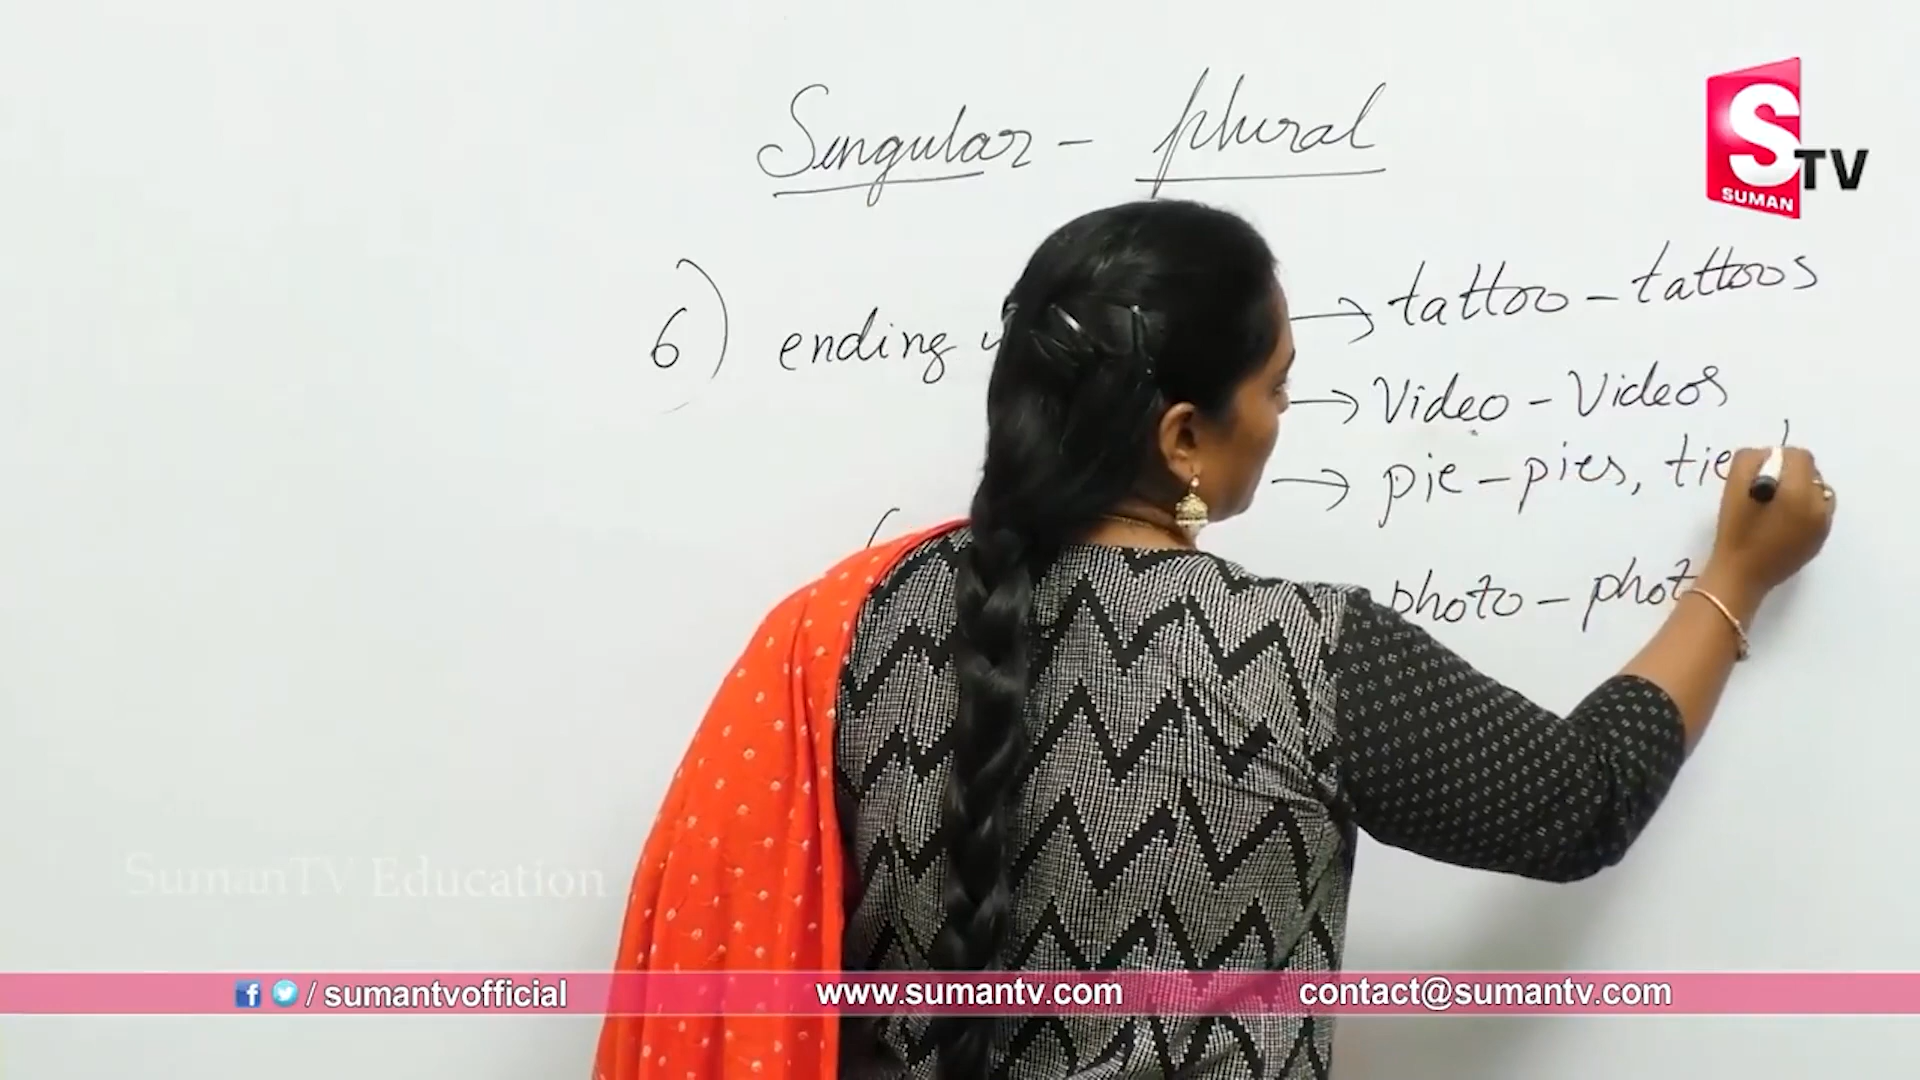 Singular - plural
S TV
SUMAN
6) ending
→ tattoo - tattoos
→ Video - Videos
→ pie - pies, tie
photo -
SumanTV Education
f / sumantvofficial
www.sumantv.com
contact@sumantv.com